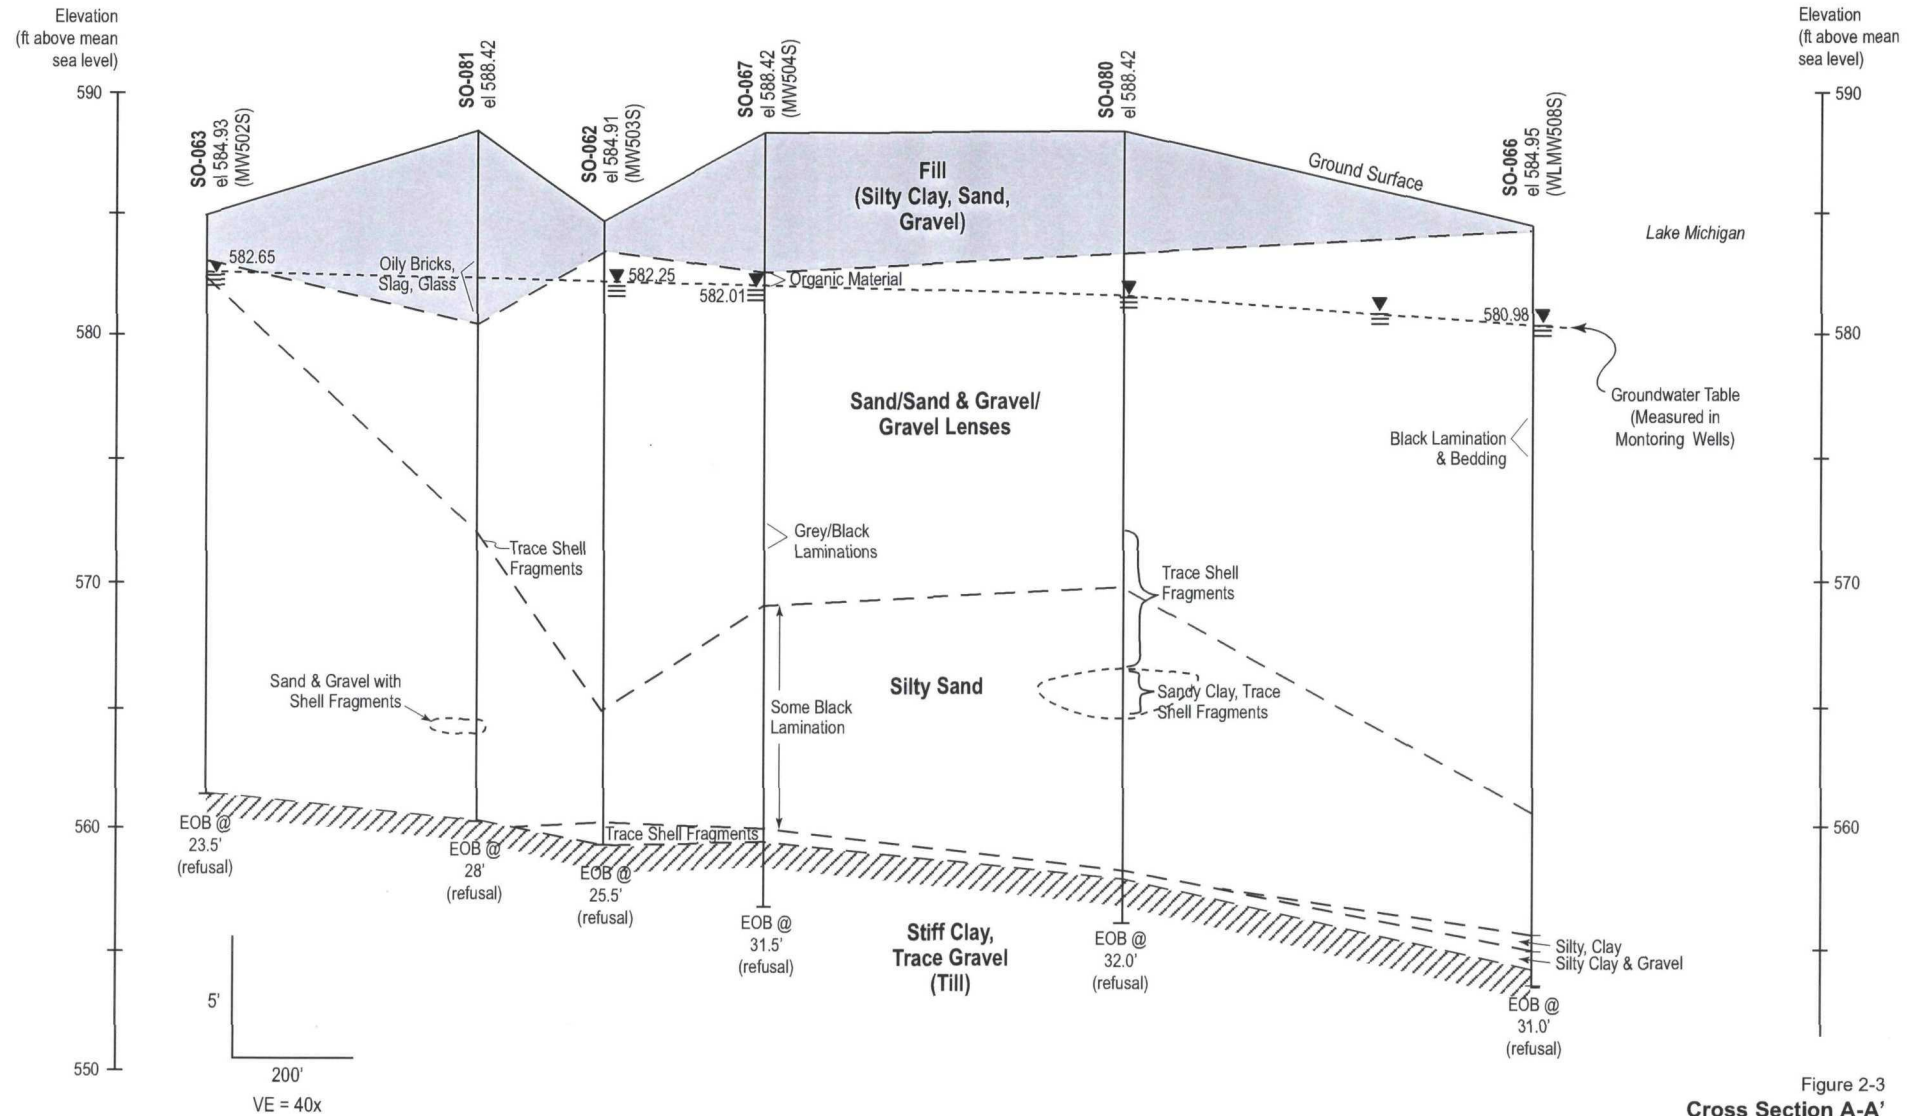 Elevation
(ft above mean
sea level)
Elevation
(ft above mean
sea level)
590
580
570
560
550
590
580
570
560
SO-063
el 584.93
(MW502S)
SO-081
el 588.42
SO-062
el 584.91
(MW503S)
SO-067
el 588.42
(MW504S)
SO-080
el 588.42
SO-066
el 584.95
(WLMW508S)
Ground Surface
Fill
(Silty Clay, Sand,
Gravel)
Lake Michigan
582.65
Oily Bricks,
Slag, Glass
582.25
582.01
Organic Material
580.98
Groundwater Table
(Measured in
Montoring Wells)
Sand/Sand & Gravel/
Gravel Lenses
Black Lamination
& Bedding
Trace Shell
Fragments
Grey/Black
Laminations
Trace Shell
Fragments
Sand & Gravel with
Shell Fragments
Silty Sand
Some Black
Lamination
Sandy Clay, Trace
Shell Fragments
Trace Shell Fragments
EOB @
23.5'
(refusal)
EOB @
28'
(refusal)
EOB @
25.5'
(refusal)
EOB @
31.5'
(refusal)
EOB @
32.0'
(refusal)
EOB @
31.0'
(refusal)
Stiff Clay,
Trace Gravel
(Till)
Silty, Clay
Silty Clay & Gravel
5'
200'
VE = 40x
Figure 2-3
Cross Section A-A'